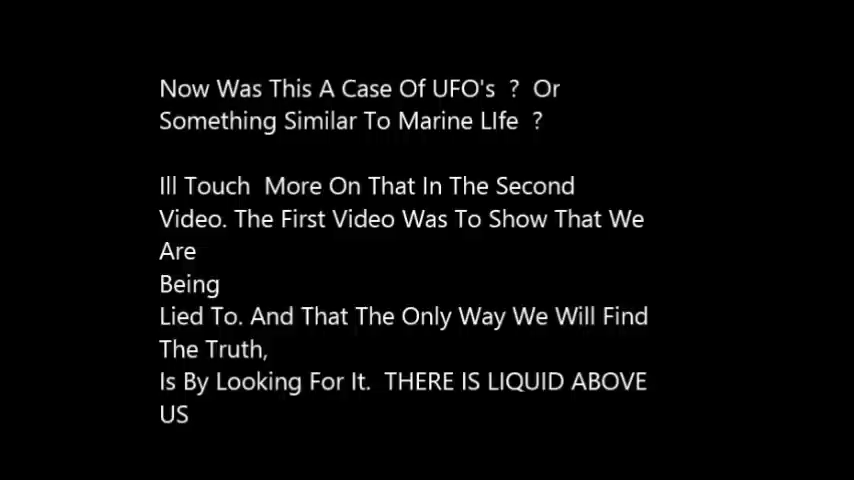 Now Was This A Case Of UFO's  ?  Or
Something Similar To Marine LIfe  ?
Ill Touch  More On That In The Second
Video. The First Video Was To Show That We
Are
Being
Lied To. And That The Only Way We Will Find
The Truth,
Is By Looking For It.  THERE IS LIQUID ABOVE
US